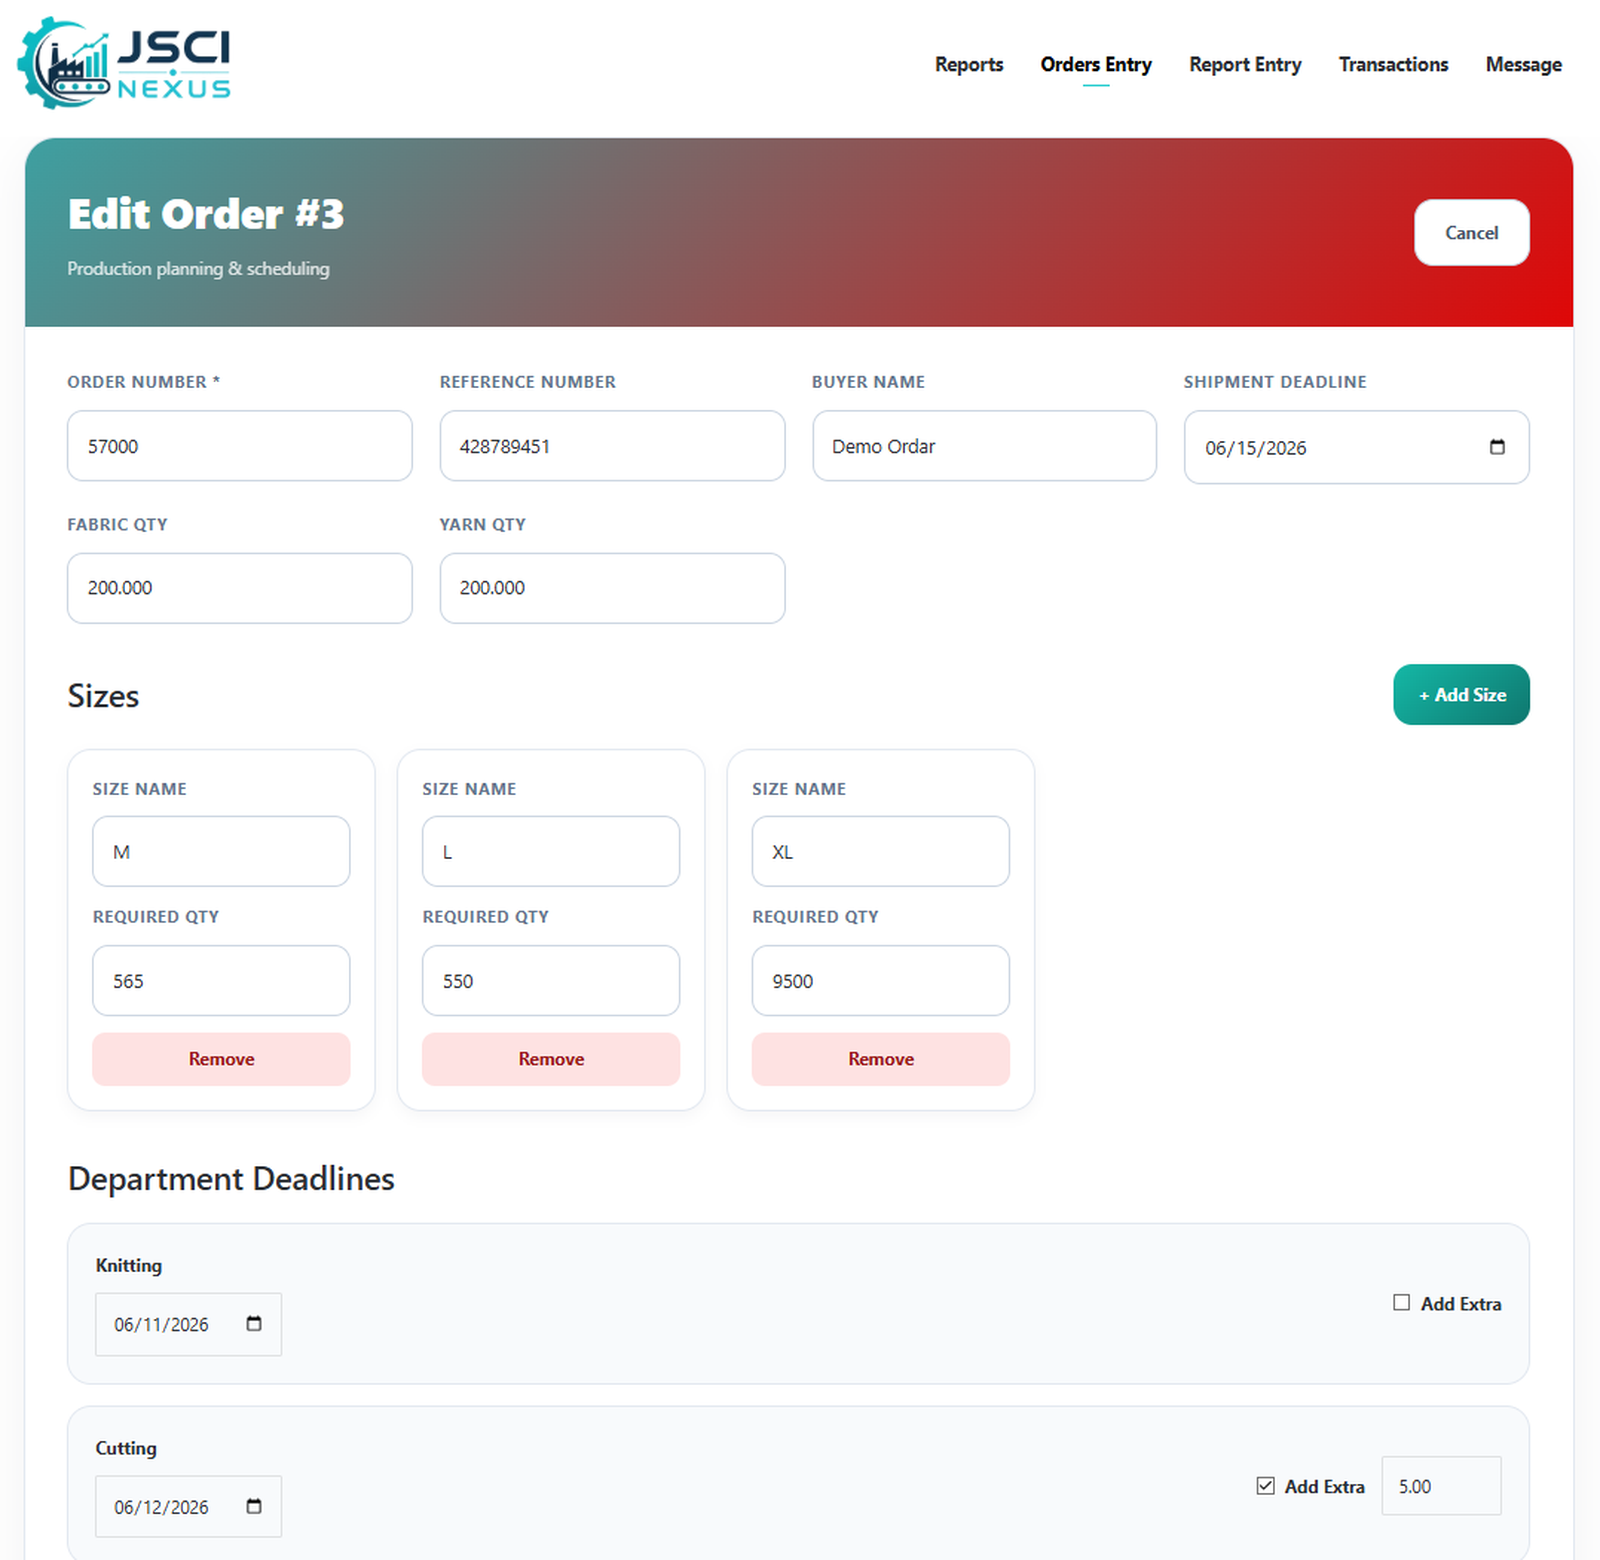 JSCI
NEXUS
Reports Orders Entry Report Entry Transactions Message
Edit Order #3
Production planning & scheduling
Cancel
ORDER NUMBER * REFERENCE NUMBER BUYER NAME SHIPMENT DEADLINE
57000 428789451 Demo Ordar 06/15/2026
FABRIC QTY YARN QTY
200.000 200.000
Sizes + Add Size
SIZE NAME SIZE NAME SIZE NAME
M L XL
REQUIRED QTY REQUIRED QTY REQUIRED QTY
565 550 9500
Remove Remove Remove
Department Deadlines
Knitting
06/11/2026 Add Extra
Cutting
06/12/2026 Add Extra 5.00